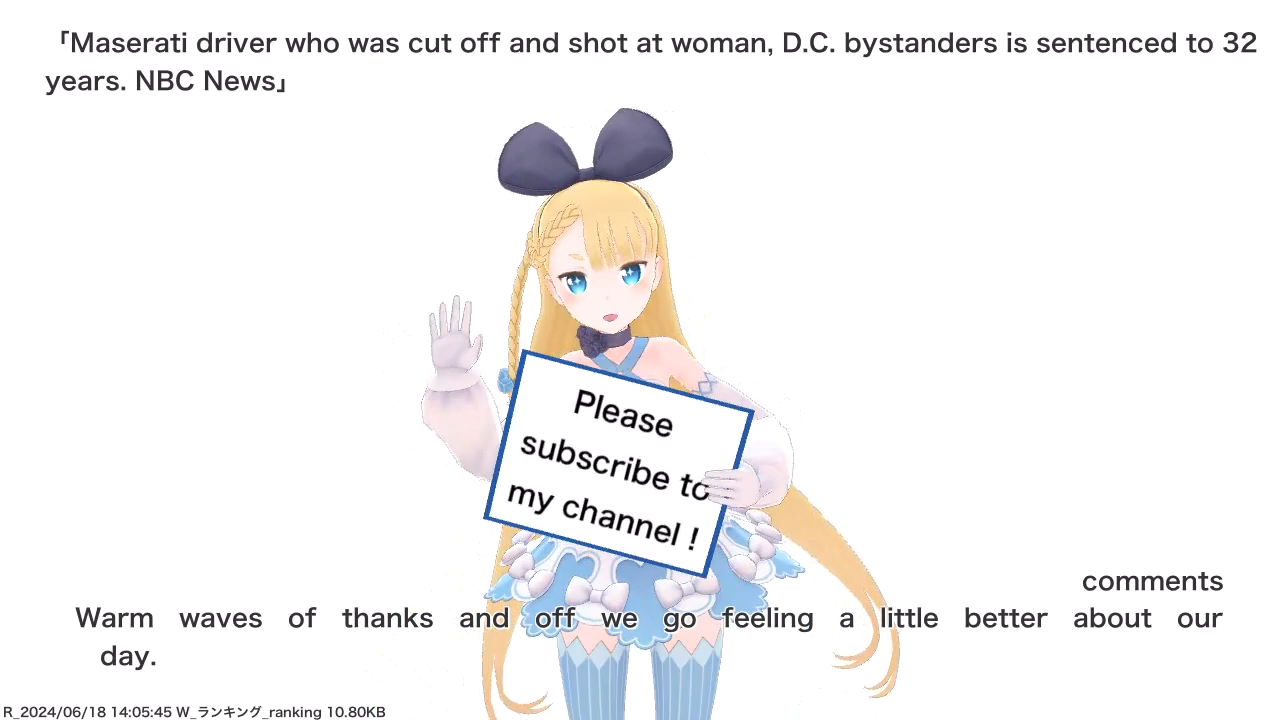 「Maserati driver who was cut off and shot at woman, D.C. bystanders is sentenced to 32
years. NBC News」
Please
subscribe to
my channel !
comments
Warm waves of thanks and off we go feeling a little better about our
day.
R_2024/06/18 14:05:45 W_ランキング_ranking 10.80KB